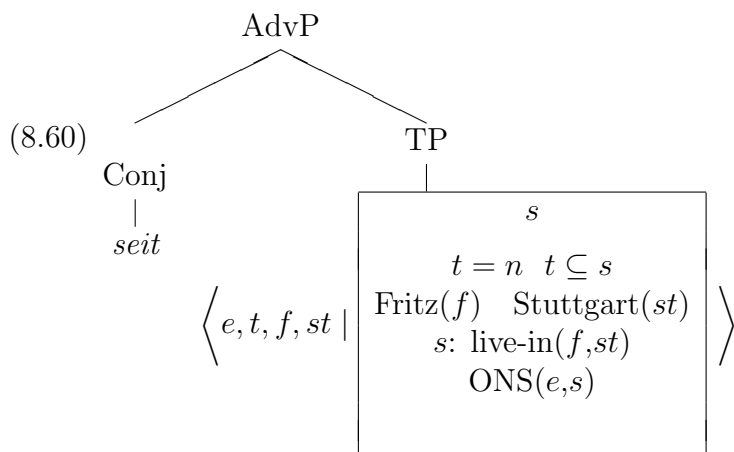 AdvP
(8.60)
TP
Conj
seit
s
t = n t ⊆ s
Fritz(f) Stuttgart(st)
⟨e, t, f, st |
s: live-in(f,st)
⟩
ONS(e,s)